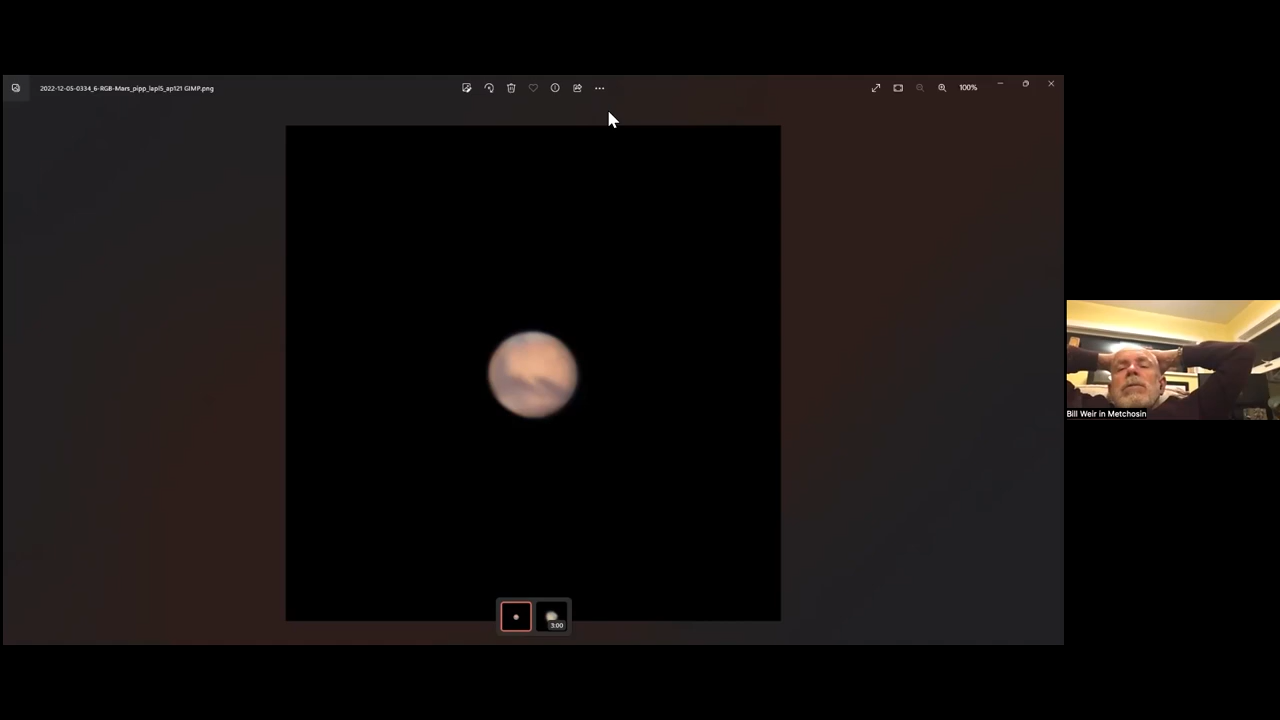 2022-12-05-0334_6-RGB-Mars_pipp_lapl5_ap121 GIMP.png
100%
3:00
Bill Weir in Metchosin